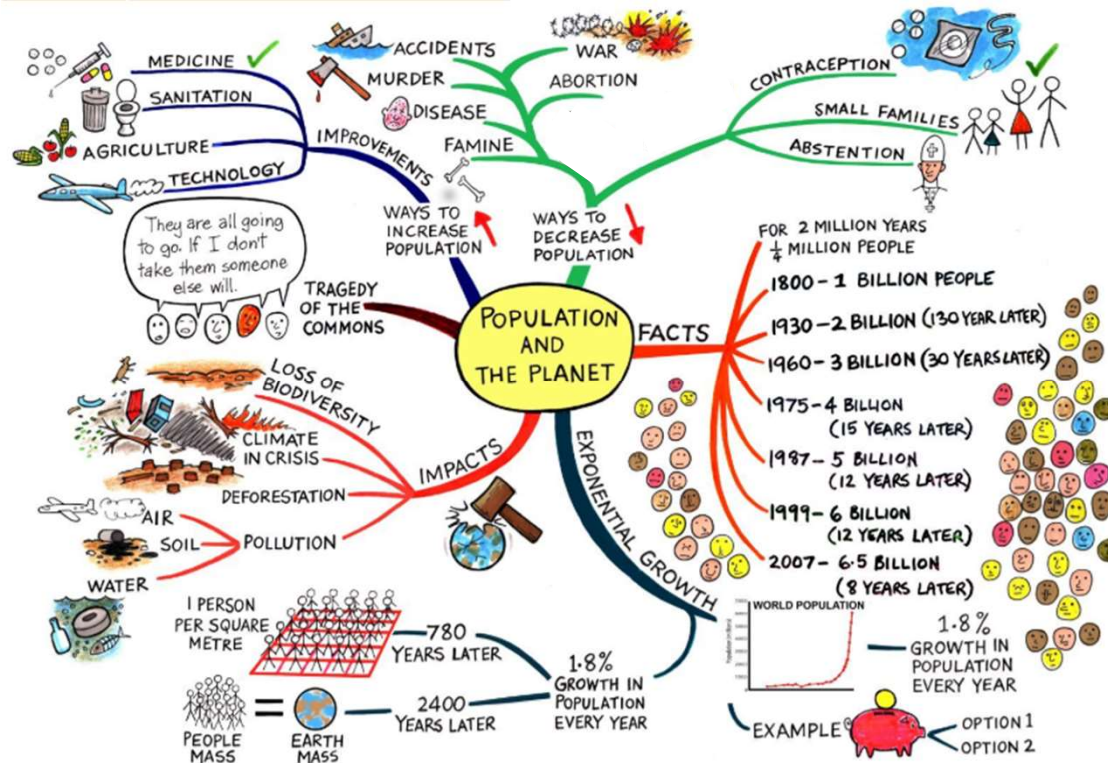 POPULATION
AND
THE PLANET
WAYS TO
INCREASE
POPULATION
IMPROVEMENTS
MEDICINE
SANITATION
AGRICULTURE
TECHNOLOGY
WAYS TO
DECREASE
POPULATION
ACCIDENTS
MURDER
DISEASE
FAMINE
WAR
ABORTION
CONTRACEPTION
SMALL FAMILIES
ABSTENTION
FACTS
FOR 2 MILLION YEARS
1/4 MILLION PEOPLE
1800 - 1 BILLION PEOPLE
1930 - 2 BILLION (130 YEAR LATER)
1960 - 3 BILLION (30 YEARS LATER)
1975 - 4 BILLION
(15 YEARS LATER)
1987 - 5 BILLION
(12 YEARS LATER)
1999 - 6 BILLION
(12 YEARS LATER)
2007 - 6.5 BILLION
(8 YEARS LATER)
EXPONENTIAL GROWTH
WORLD POPULATION
1.8%
GROWTH IN
POPULATION
EVERY YEAR
EXAMPLE
OPTION 1
OPTION 2
1.8%
GROWTH IN
POPULATION
EVERY YEAR
780
YEARS LATER
1 PERSON
PER SQUARE
METRE
2400
YEARS LATER
PEOPLE
MASS
=
EARTH
MASS
IMPACTS
LOSS OF
BIODIVERSITY
CLIMATE
IN CRISIS
DEFORESTATION
POLLUTION
AIR
SOIL
WATER
TRAGEDY
OF THE
COMMONS
They are all going
to go. If I dont
take them someone
else will.